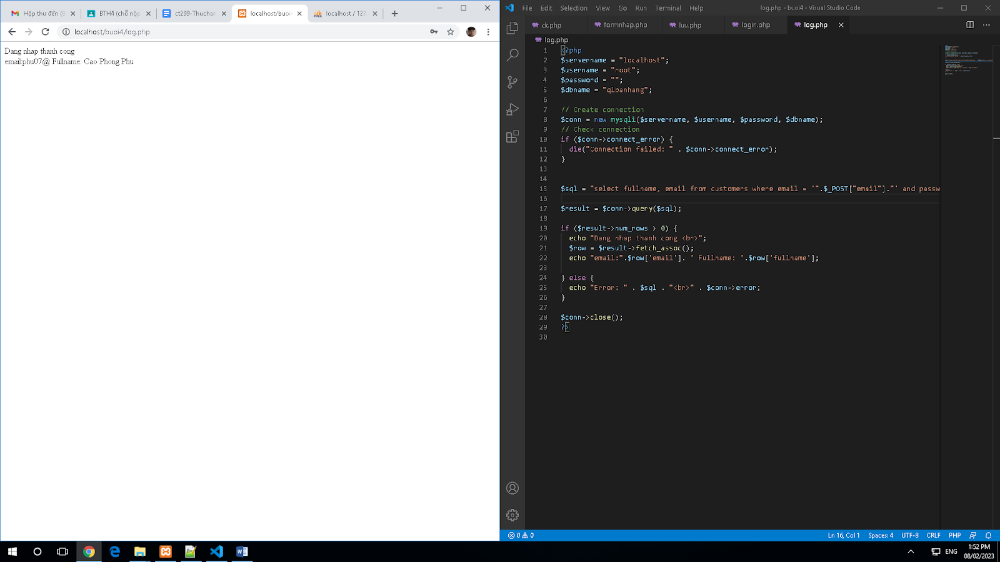 Hộp thư đến (8
BTH4 (chỗ nộp
ct299-Thuchan
localhost/buoi4
localhost / 127
localhost/buoi4/log.php
Dang nhap thanh cong
email:phu07@ Fullname: Cao Phong Phu
File Edit Selection View Go Run Terminal Help
log.php - buoi4 - Visual Studio Code
ck.php
formnhap.php
luu.php
login.php
log.php
log.php
1 <?php
2 $servername = "localhost";
3 $username = "root";
4 $password = "";
5 $dbname = "qlbanhang";
6
7 // Create connection
8 $conn = new mysqli($servername, $username, $password, $dbname);
9 // Check connection
10 if ($conn->connect_error) {
11 die("Connection failed: " . $conn->connect_error);
12 }
13
14
15 $sql = "select fullname, email from customers where email = '".$_POST["email"]."' and passw
16
17 $result = $conn->query($sql);
18
19 if ($result->num_rows > 0) {
20 echo "Dang nhap thanh cong <br>";
21 $row = $result->fetch_assoc();
22 echo "email:".$row['email']. ' Fullname: '.$row['fullname'];
23
24 } else {
25 echo "Error: " . $sql . "<br>" . $conn->error;
26 }
27
28 $conn->close();
29 ?>
30
0 0
Ln 16, Col 1 Spaces: 4 UTF-8 CRLF PHP
ENG
1:52 PM
08/02/2023